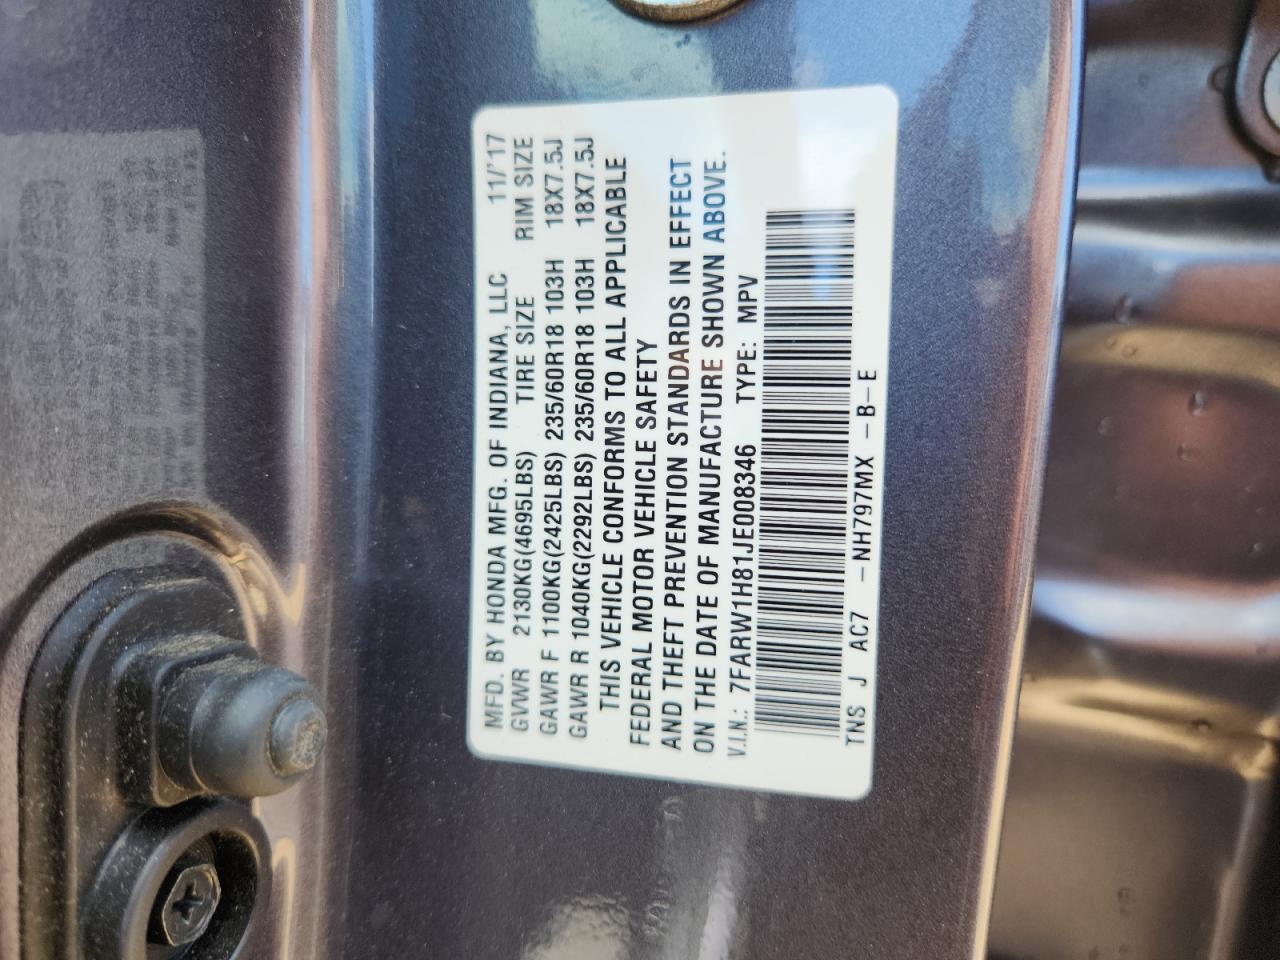 MFD. BY HONDA MFG. OF INDIANA, LLC 11/'17
GVWR 2130KG(4695LBS) TIRE SIZE RIM SIZE
GAWR F 1100KG(2425LBS) 235/60R18 103H 18X7.5J
GAWR R 1040KG(2292LBS) 235/60R18 103H 18X7.5J
THIS VEHICLE CONFORMS TO ALL APPLICABLE
FEDERAL MOTOR VEHICLE SAFETY
AND THEFT PREVENTION STANDARDS IN EFFECT
ON THE DATE OF MANUFACTURE SHOWN ABOVE.
V.I.N.: 7FARW1H81JE008346 TYPE: MPV
TNS J AC7 -NH797MX -B-E